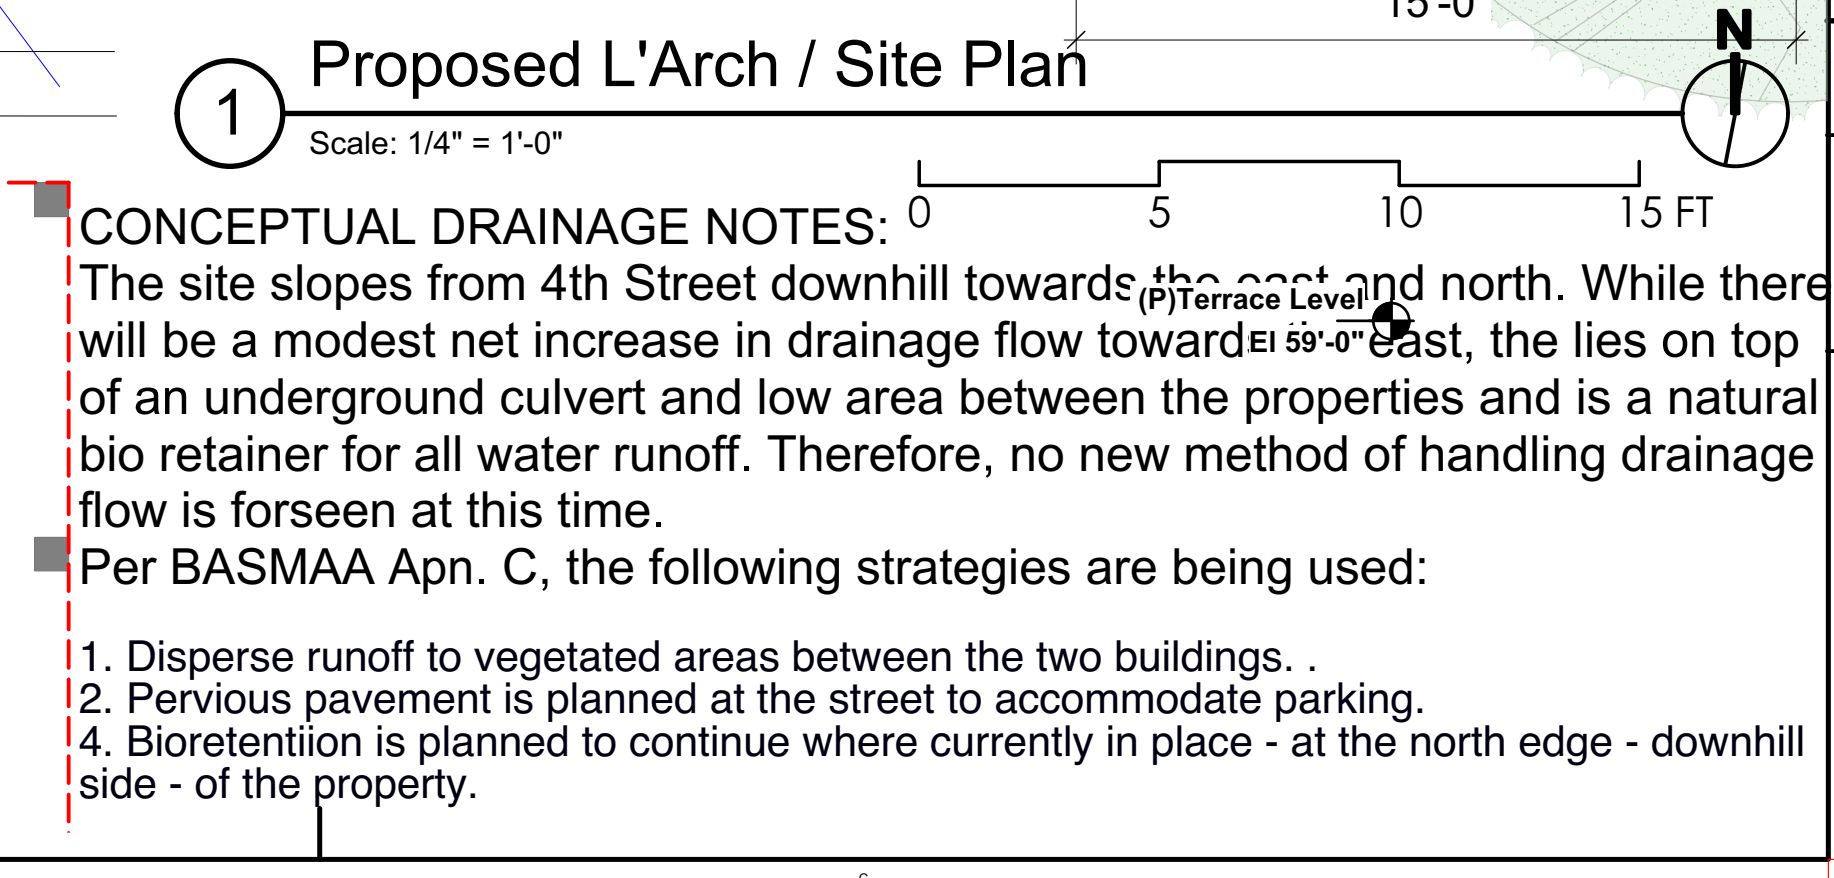 15'-0
Proposed L'Arch / Site Plan
N
1
Scale: 1/4" = 1'-0"
0 5 10 15 FT
CONCEPTUAL DRAINAGE NOTES:
The site slopes from 4th Street downhill towards the east and north. While there
(P)Terrace Level
will be a modest net increase in drainage flow toward east, the lies on top
El 59'-0"
of an underground culvert and low area between the properties and is a natural
bio retainer for all water runoff. Therefore, no new method of handling drainage
flow is forseen at this time.
Per BASMAA Apn. C, the following strategies are being used:
1. Disperse runoff to vegetated areas between the two buildings. .
2. Pervious pavement is planned at the street to accommodate parking.
4. Bioretentiion is planned to continue where currently in place - at the north edge - downhill
side - of the property.